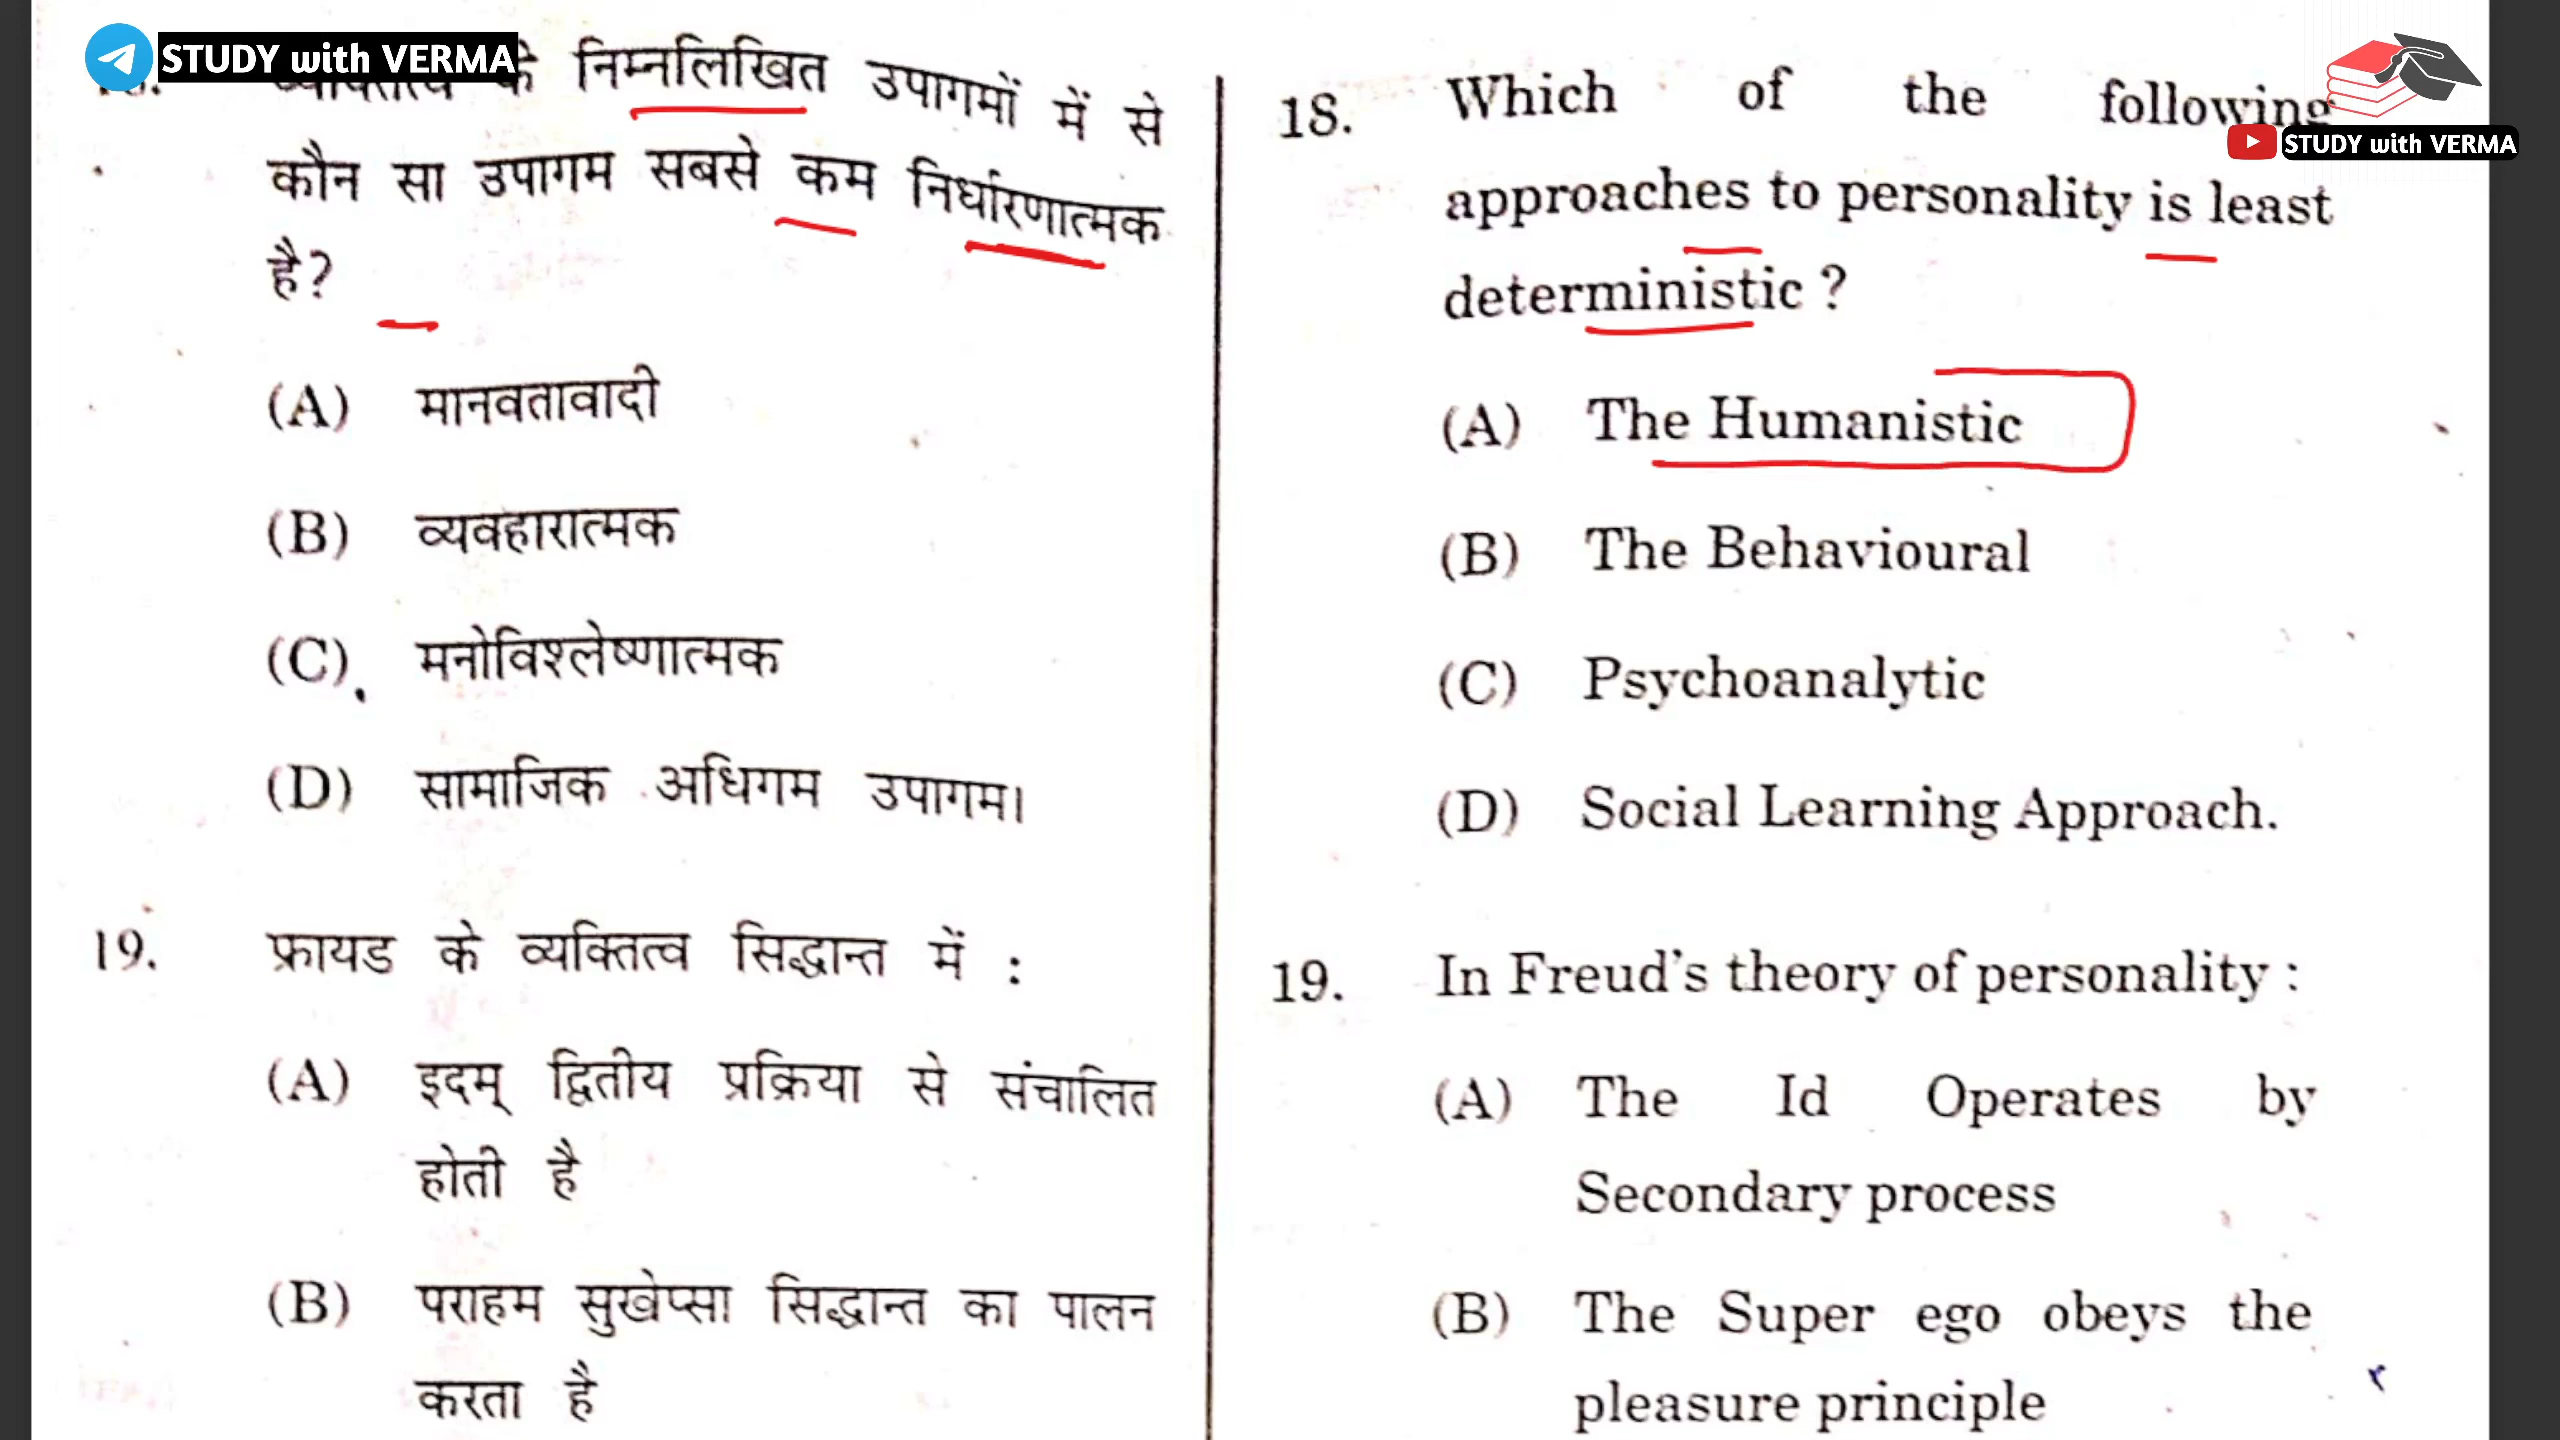 STUDY with VERMA
के निम्नलिखित उपागमों में से
कौन सा उपागम सबसे कम निर्धारणात्मक
है?
(A) मानवतावादी
(B) व्यवहारात्मक
(C) मनोविश्लेष्णात्मक
(D) सामाजिक अधिगम उपागम।
19. फ्रायड के व्यक्तित्व सिद्धान्त में :
(A) इदम् द्वितीय प्रक्रिया से संचालित
होती है
(B) पराहम सुखेप्सा सिद्धान्त का पालन
करता है
STUDY with VERMA
18. Which of the following
approaches to personality is least
deterministic ?
(A) The Humanistic
(B) The Behavioural
(C) Psychoanalytic
(D) Social Learning Approach.
19. In Freud's theory of personality :
(A) The Id Operates by
Secondary process
(B) The Super ego obeys the
pleasure principle